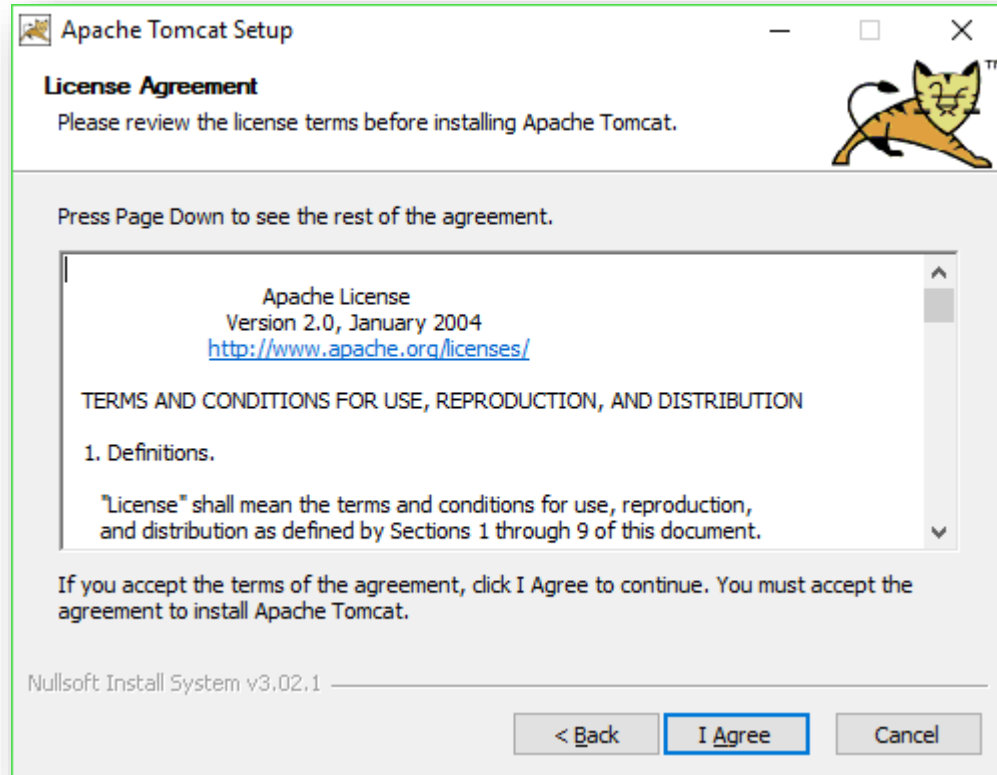 Apache Tomcat Setup
License Agreement
Please review the license terms before installing Apache Tomcat.
TM
Press Page Down to see the rest of the agreement.
Apache License
Version 2.0, January 2004
http://www.apache.org/licenses/
TERMS AND CONDITIONS FOR USE, REPRODUCTION, AND DISTRIBUTION
1. Definitions.
"License" shall mean the terms and conditions for use, reproduction,
and distribution as defined by Sections 1 through 9 of this document.
If you accept the terms of the agreement, click I Agree to continue. You must accept the
agreement to install Apache Tomcat.
Nullsoft Install System v3.02.1
< Back
I Agree
Cancel